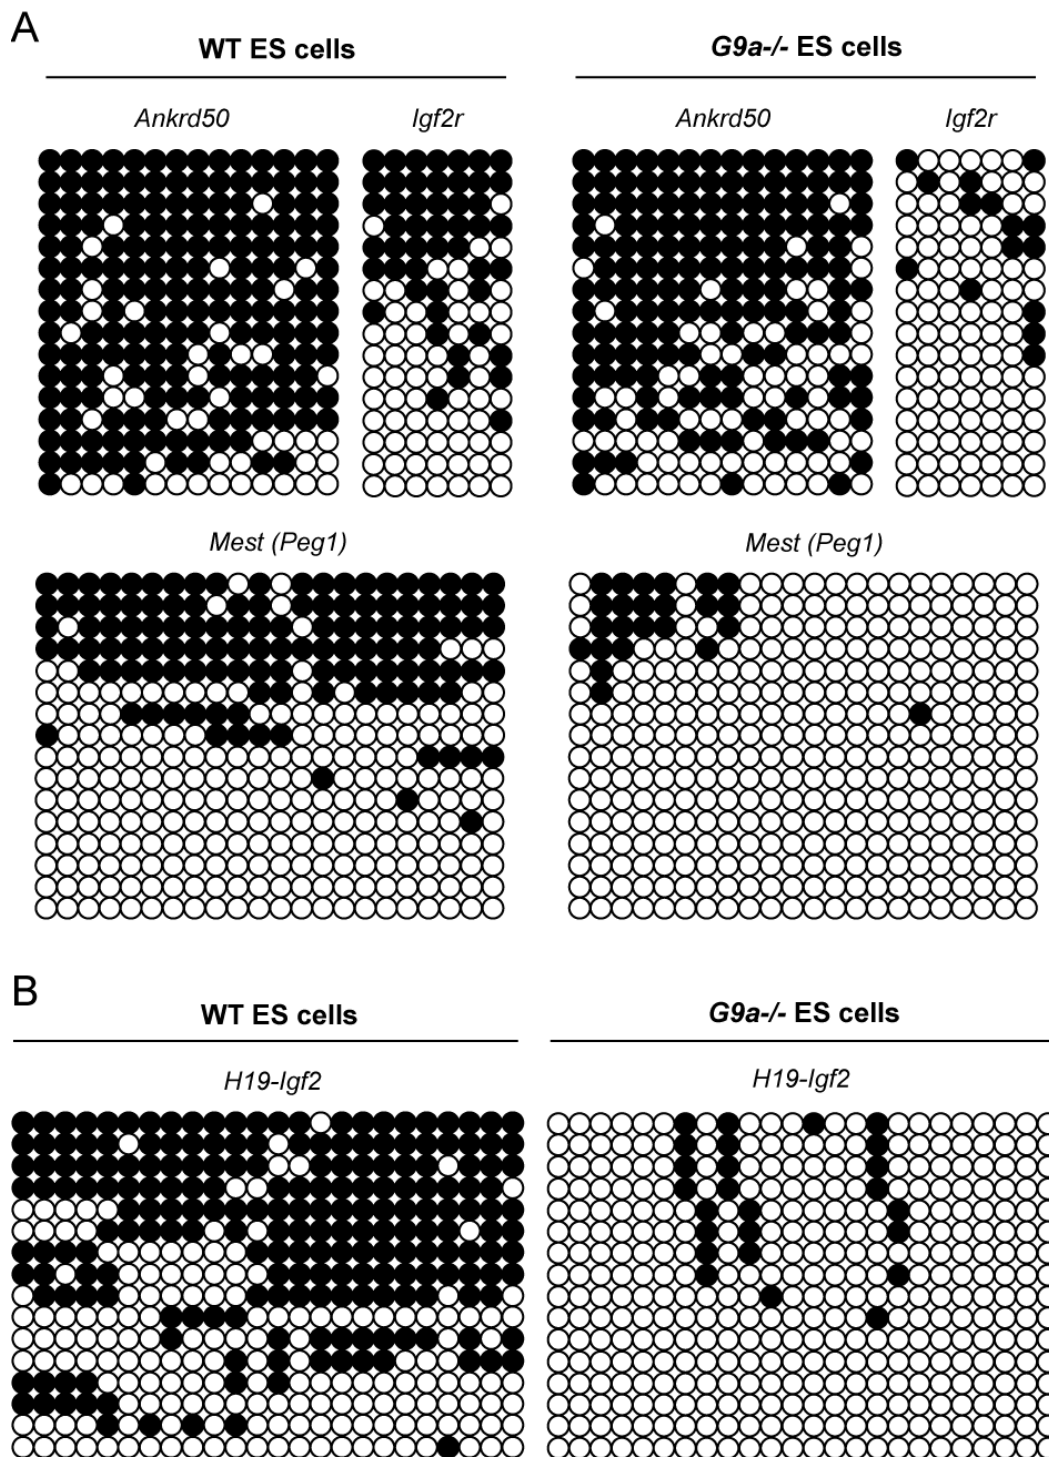 A
WT ES cells
G9a-/- ES cells
Ankrd50
Igf2r
Ankrd50
Igf2r
Mest (Peg1)
Mest (Peg1)
B
WT ES cells
G9a-/- ES cells
H19-Igf2
H19-Igf2